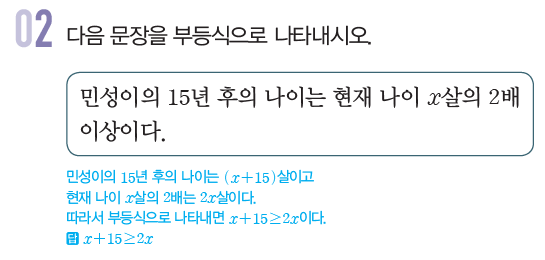 02 다음 문장을 부등식으로 나타내시오.
민성이의 15년 후의 나이는 현재 나이 x살의 2배
이상이다.
민성이의 15년 후의 나이는 (x+15)살이고
현재 나이 x살의 2배는 2x살이다.
따라서 부등식으로 나타내면 x+15≥2x이다.
답 x+15≥2x